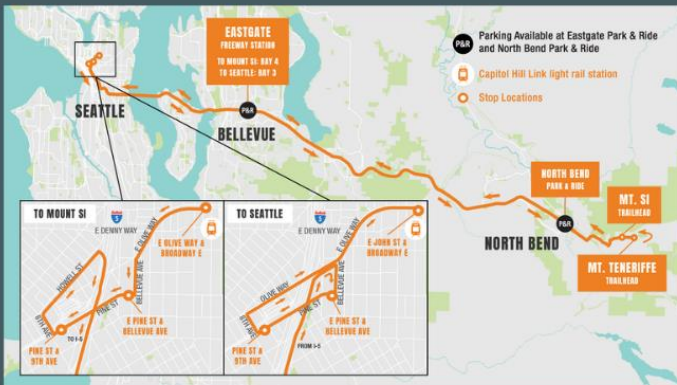 EASTGATE
FREEWAY STATION
TO MOUNT SI: BAY 4
TO SEATTLE: BAY 3
P&R
Parking Available at Eastgate Park & Ride
and North Bend Park & Ride
Capitol Hill Link light rail station
Stop Locations
SEATTLE
P&R
BELLEVUE
NORTH BEND
PARK & RIDE
MT. SI
TRAILHEAD
P&R
NORTH BEND
MT. TENERIFFE
TRAILHEAD
TO MOUNT SI
5
E DENNY WAY
E OLIVE WAY
E OLIVE WAY &
BROADWAY E
HOWELL ST
BELLEVUE AVE
9TH AVE
PINE ST
E PINE ST &
BELLEVUE AVE
PINE ST &
9TH AVE
TO I-5
TO SEATTLE
5
E DENNY WAY
E OLIVE WAY
E JOHN ST &
BROADWAY E
OLIVE WAY
BELLEVUE AVE
9TH AVE
PINE ST
E PINE ST &
BELLEVUE AVE
PINE ST &
9TH AVE
FROM I-5